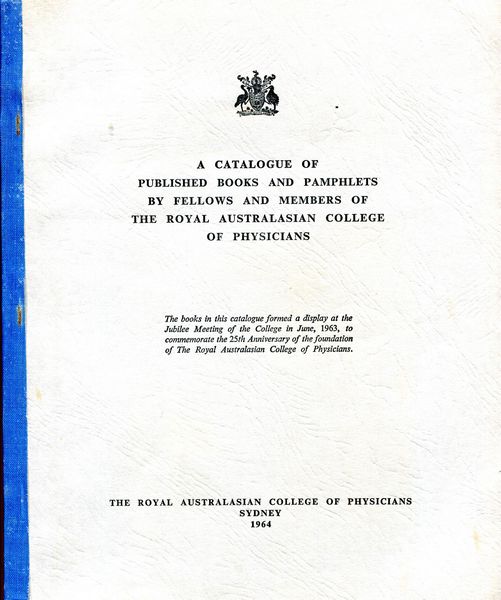 A CATALOGUE OF
PUBLISHED BOOKS AND PAMPHLETS
BY FELLOWS AND MEMBERS OF
THE ROYAL AUSTRALASIAN COLLEGE
OF PHYSICIANS
The books in this catalogue formed a display at the
Jubilee Meeting of the College in June, 1963, to
commemorate the 25th Anniversary of the foundation
of The Royal Australasian College of Physicians.
THE ROYAL AUSTRALASIAN COLLEGE OF PHYSICIANS
SYDNEY
1964